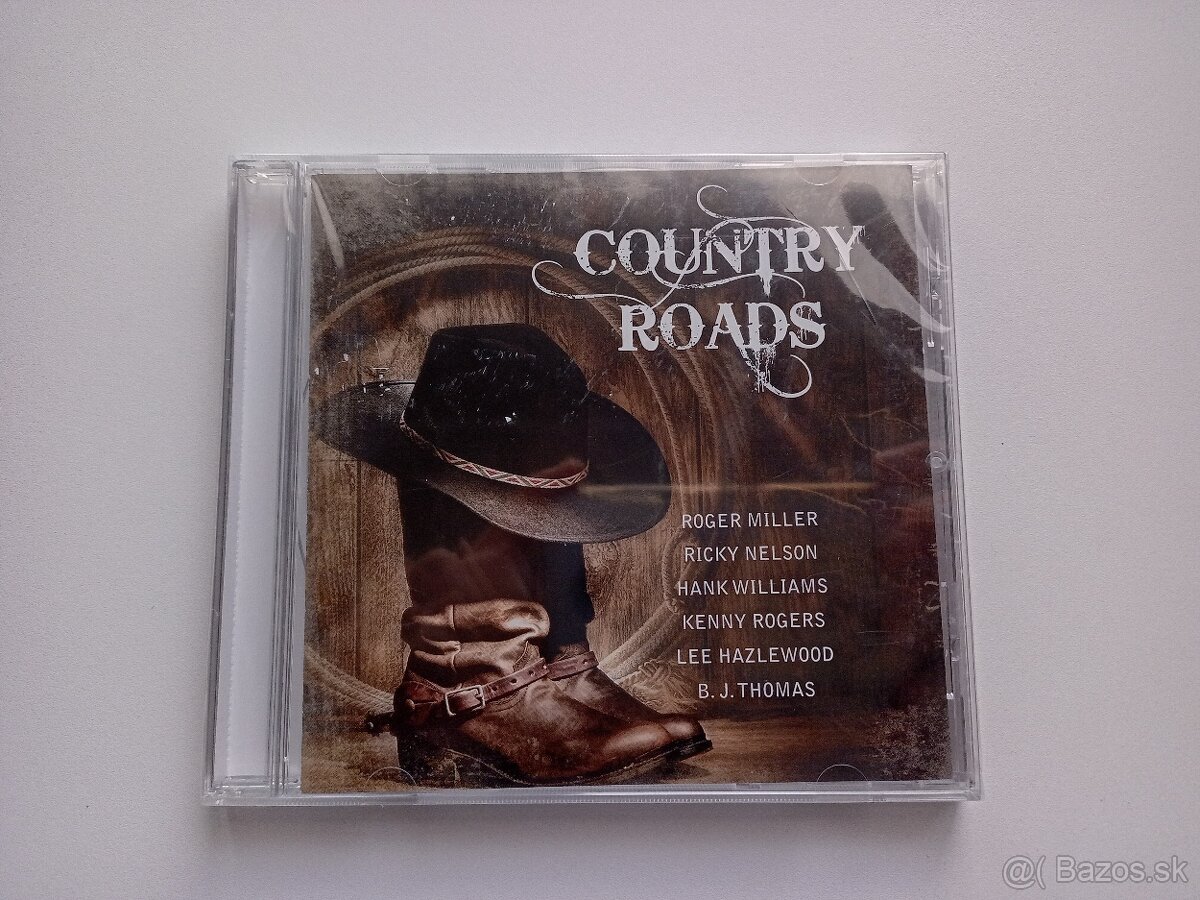 COUNTRY
ROADS
ROGER MILLER
RICKY NELSON
HANK WILLIAMS
KENNY ROGERS
LEE HAZLEWOOD
B. J. THOMAS
@( Bazos.sk